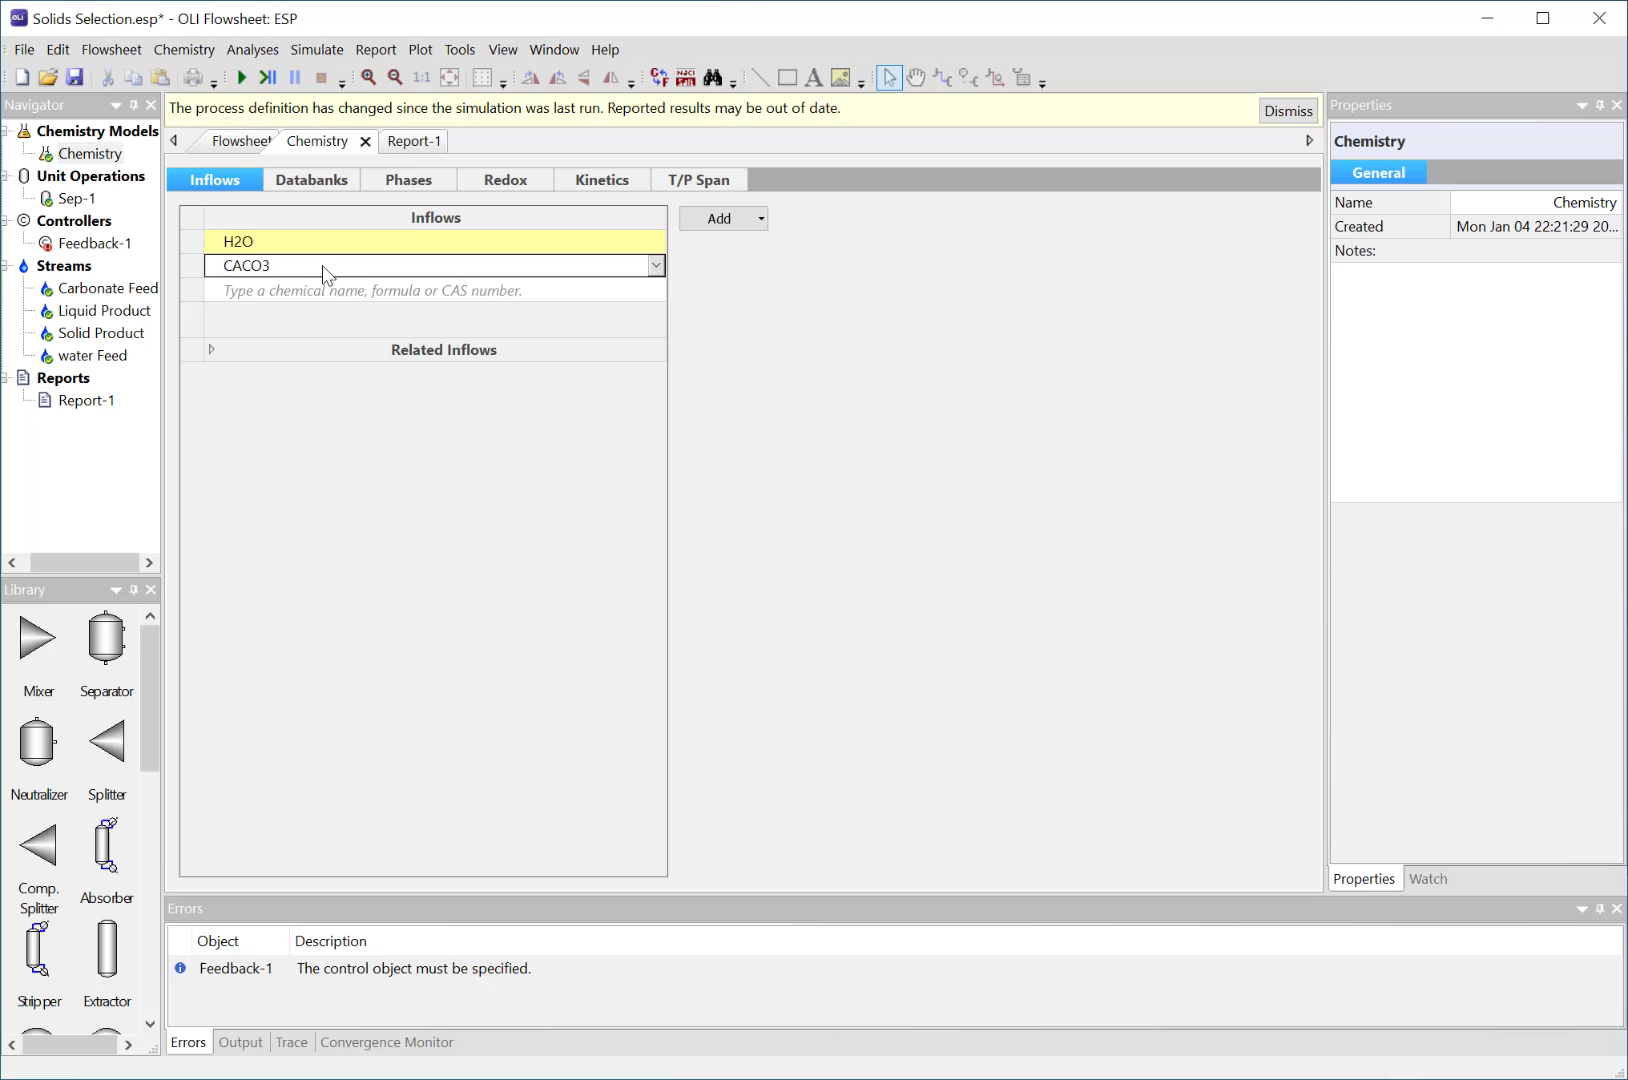 Solids Selection.esp* - OLI Flowsheet: ESP
File Edit Flowsheet Chemistry Analyses Simulate Report Plot Tools View Window Help
1:1
Navigator
The process definition has changed since the simulation was last run. Reported results may be out of date.
Dismiss
Properties
Chemistry Models
Chemistry
Unit Operations
Sep-1
Controllers
Feedback-1
Streams
Carbonate Feed
Liquid Product
Solid Product
water Feed
Reports
Report-1
Flowsheet
Chemistry
Report-1
Inflows
Databanks
Phases
Redox
Kinetics
T/P Span
Inflows
H2O
CACO3
Type a chemical name, formula or CAS number.
Related Inflows
Add
Chemistry
General
Name Chemistry
Created Mon Jan 04 22:21:29 20...
Notes:
Properties
Watch
Library
Mixer
Separator
Neutralizer
Splitter
Comp.
Splitter
Absorber
Stripper
Extractor
Errors
Object Description
Feedback-1 The control object must be specified.
Errors
Output
Trace
Convergence Monitor